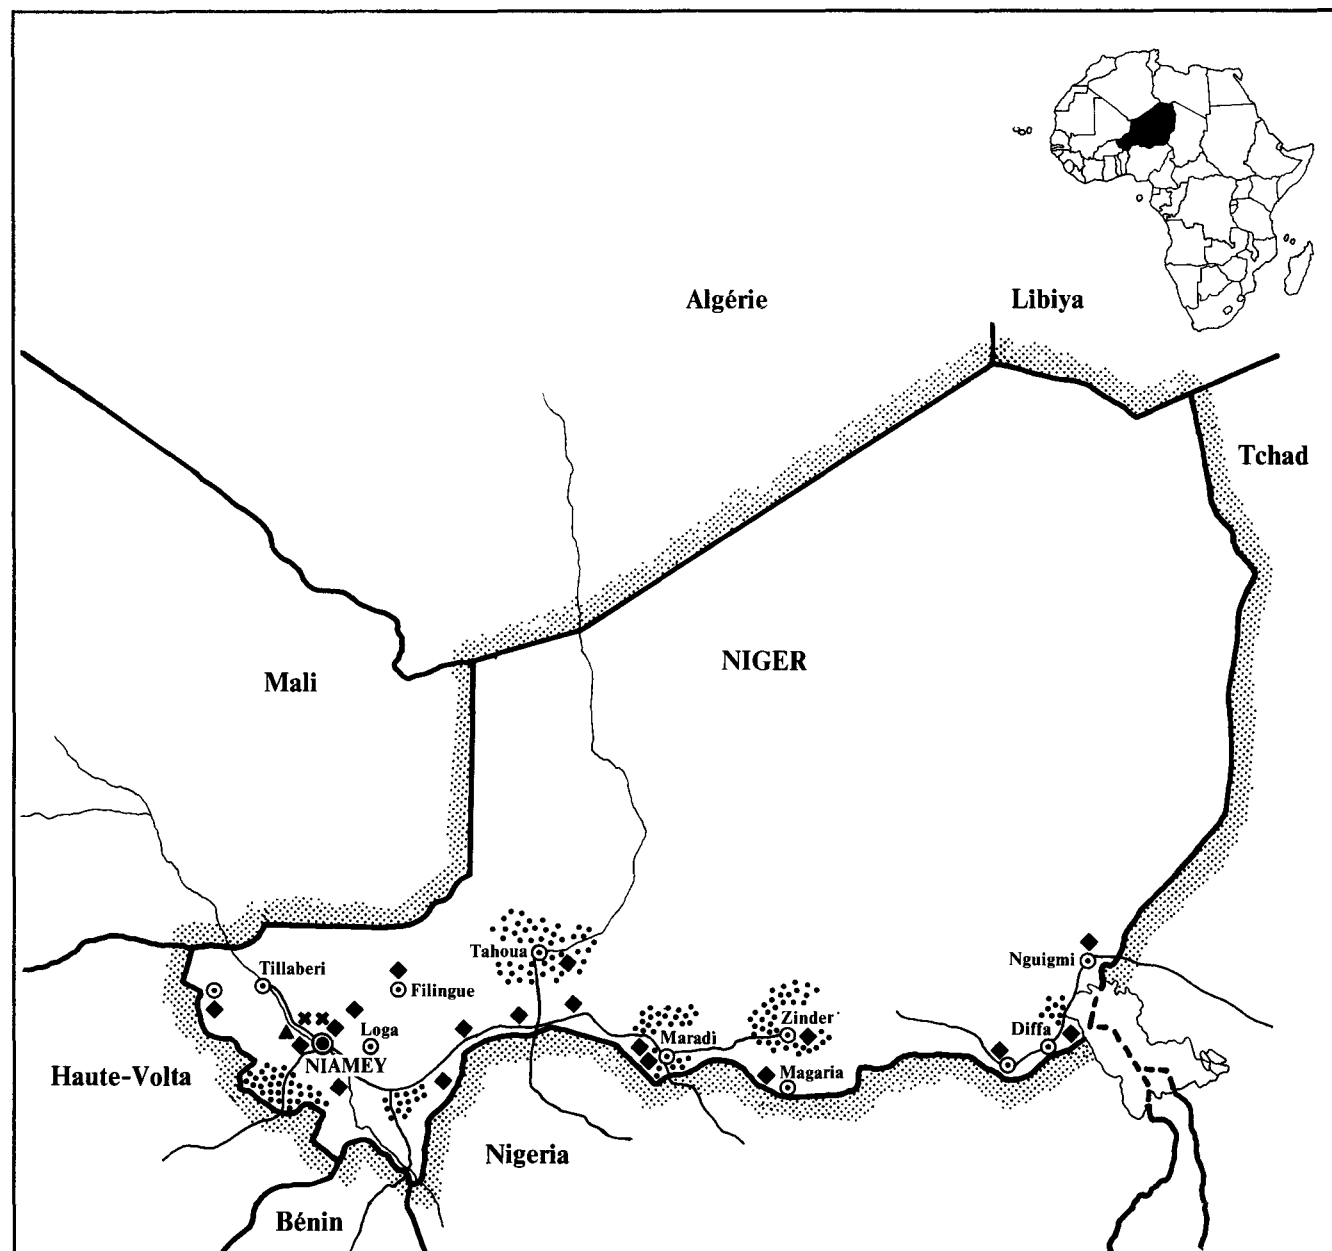 Algérie
Libiya
Tchad
NIGER
Mali
Tahoua
Nguigmi
Tillaberi
Filingue
Zinder
Loga
Maradi
Diffa
NIAMEY
Haute-Volta
Magaria
Nigeria
Bénin